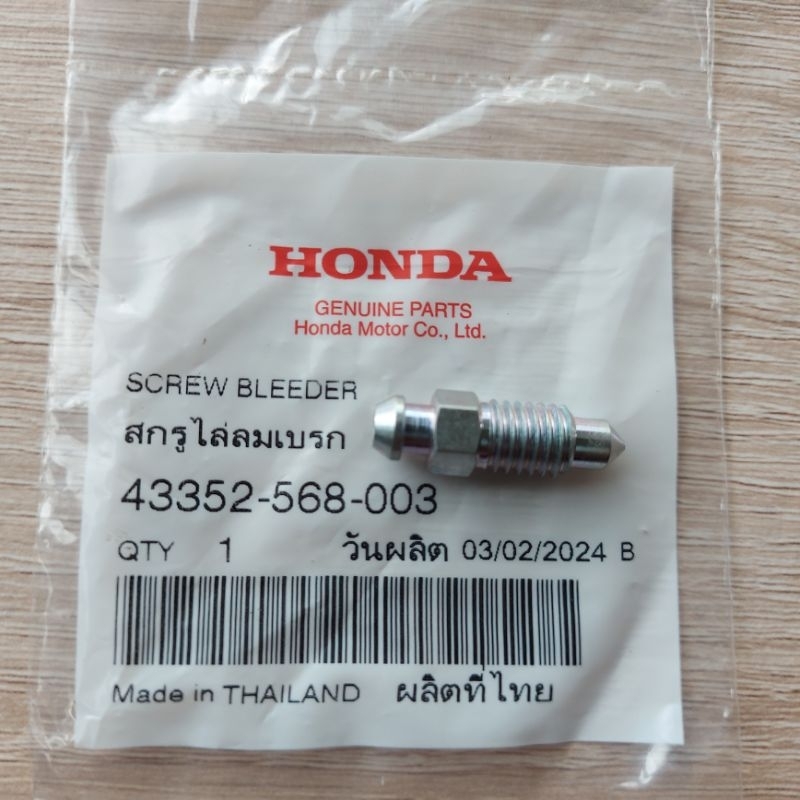 HONDA
GENUINE PARTS
Honda Motor Co., Ltd.
SCREW BLEEDER
สกรูไล่ลมเบรก
43352-568-003
QTY 1 วันผลิต 03/02/2024 B
Made in THAILAND ผลิตที่ไทย